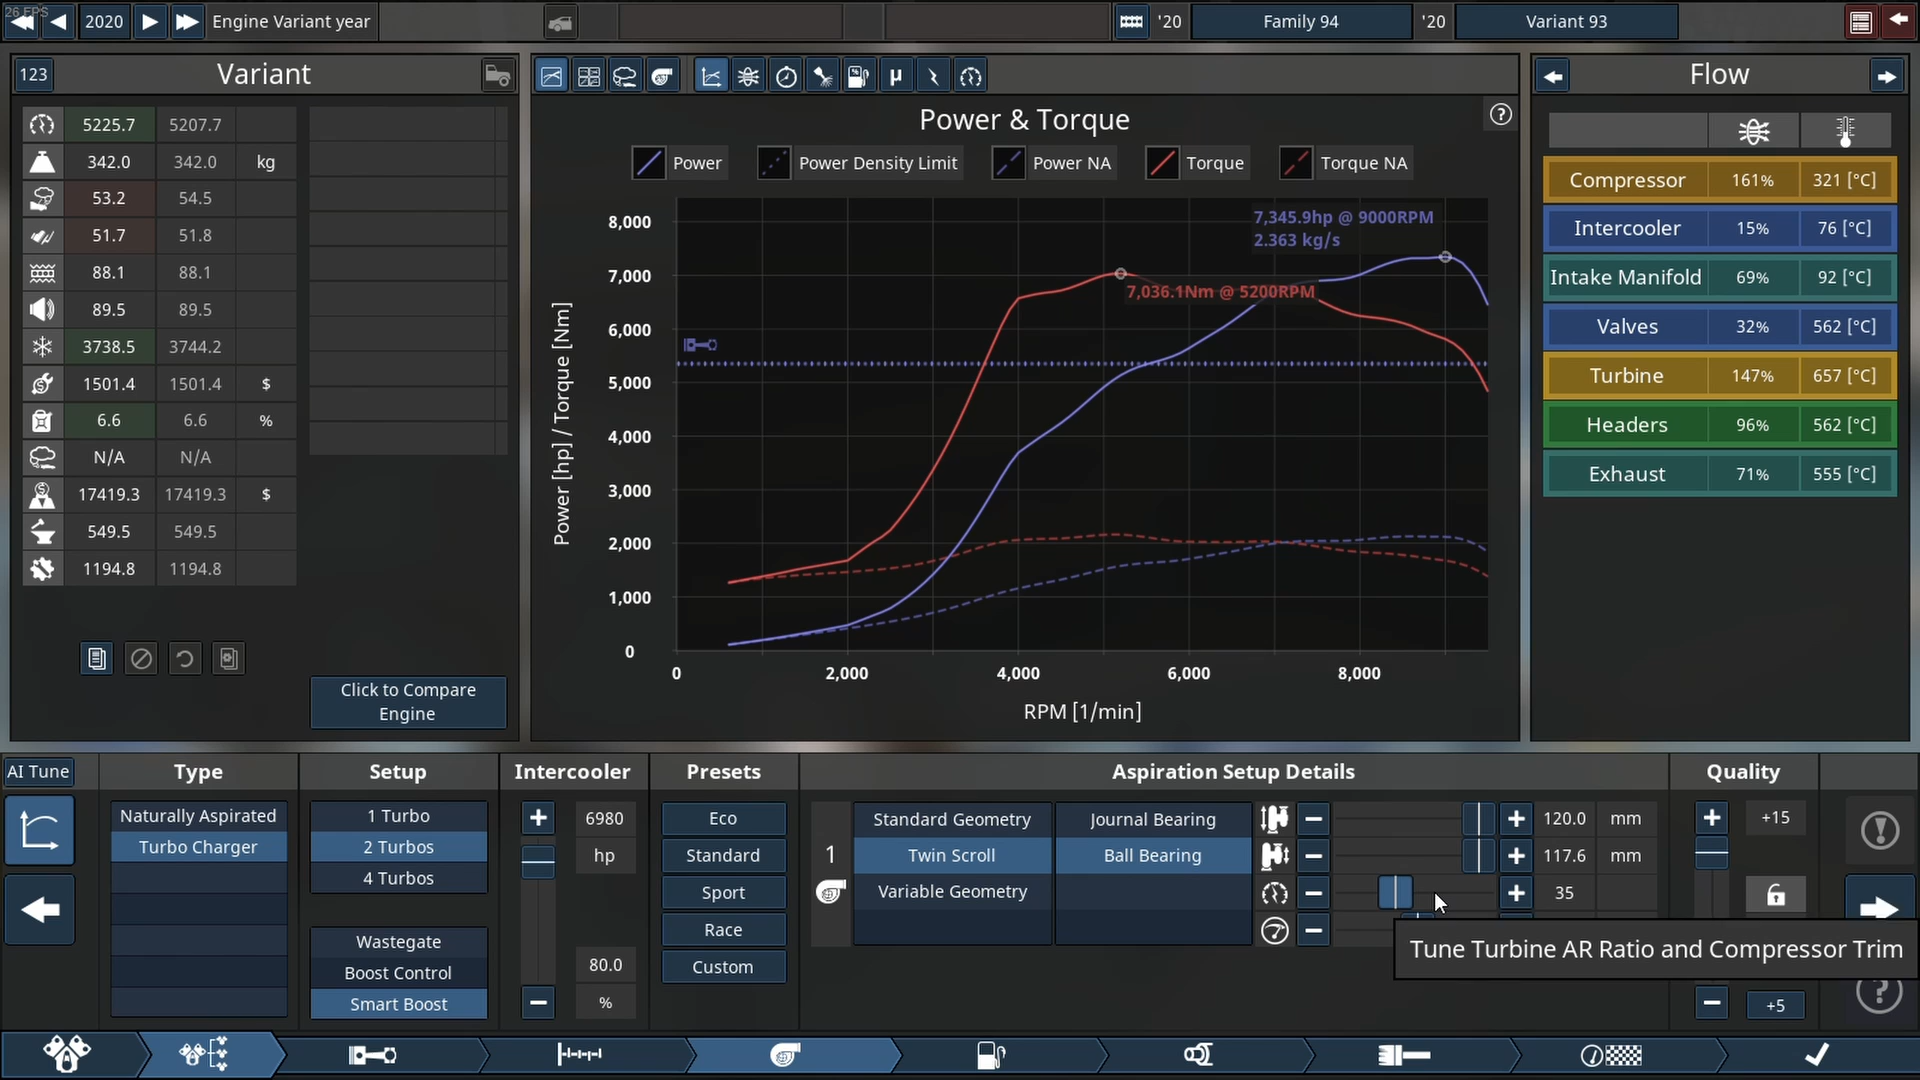 26 FPS
2020
Engine Variant year
'20
Family 94
'20
Variant 93
123
Variant
5225.7 5207.7
342.0 342.0 kg
53.2 54.5
51.7 51.8
88.1 88.1
89.5 89.5
3738.5 3744.2
1501.4 1501.4 $
6.6 6.6 %
N/A N/A
17419.3 17419.3 $
549.5 549.5
1194.8 1194.8
Click to Compare
Engine
μ
Power & Torque
?
Power
Power Density Limit
Power NA
Torque
Torque NA
7,345.9hp @ 9000RPM
2.363 kg/s
7,036.1Nm @ 5200RPM
Power [hp] / Torque [Nm]
8,000
7,000
6,000
5,000
4,000
3,000
2,000
1,000
0
0 2,000 4,000 6,000 8,000
RPM [1/min]
Flow
Compressor 161% 321 [°C]
Intercooler 15% 76 [°C]
Intake Manifold 69% 92 [°C]
Valves 32% 562 [°C]
Turbine 147% 657 [°C]
Headers 96% 562 [°C]
Exhaust 71% 555 [°C]
AI Tune
Type
Naturally Aspirated
Turbo Charger
Setup
1 Turbo
2 Turbos
4 Turbos
Wastegate
Boost Control
Smart Boost
Intercooler
6980
hp
80.0
%
Presets
Eco
Standard
Sport
Race
Custom
Aspiration Setup Details
1
Standard Geometry
Twin Scroll
Variable Geometry
Journal Bearing
Ball Bearing
120.0 mm
117.6 mm
35
Tune Turbine AR Ratio and Compressor Trim
Quality
+15
+5
?